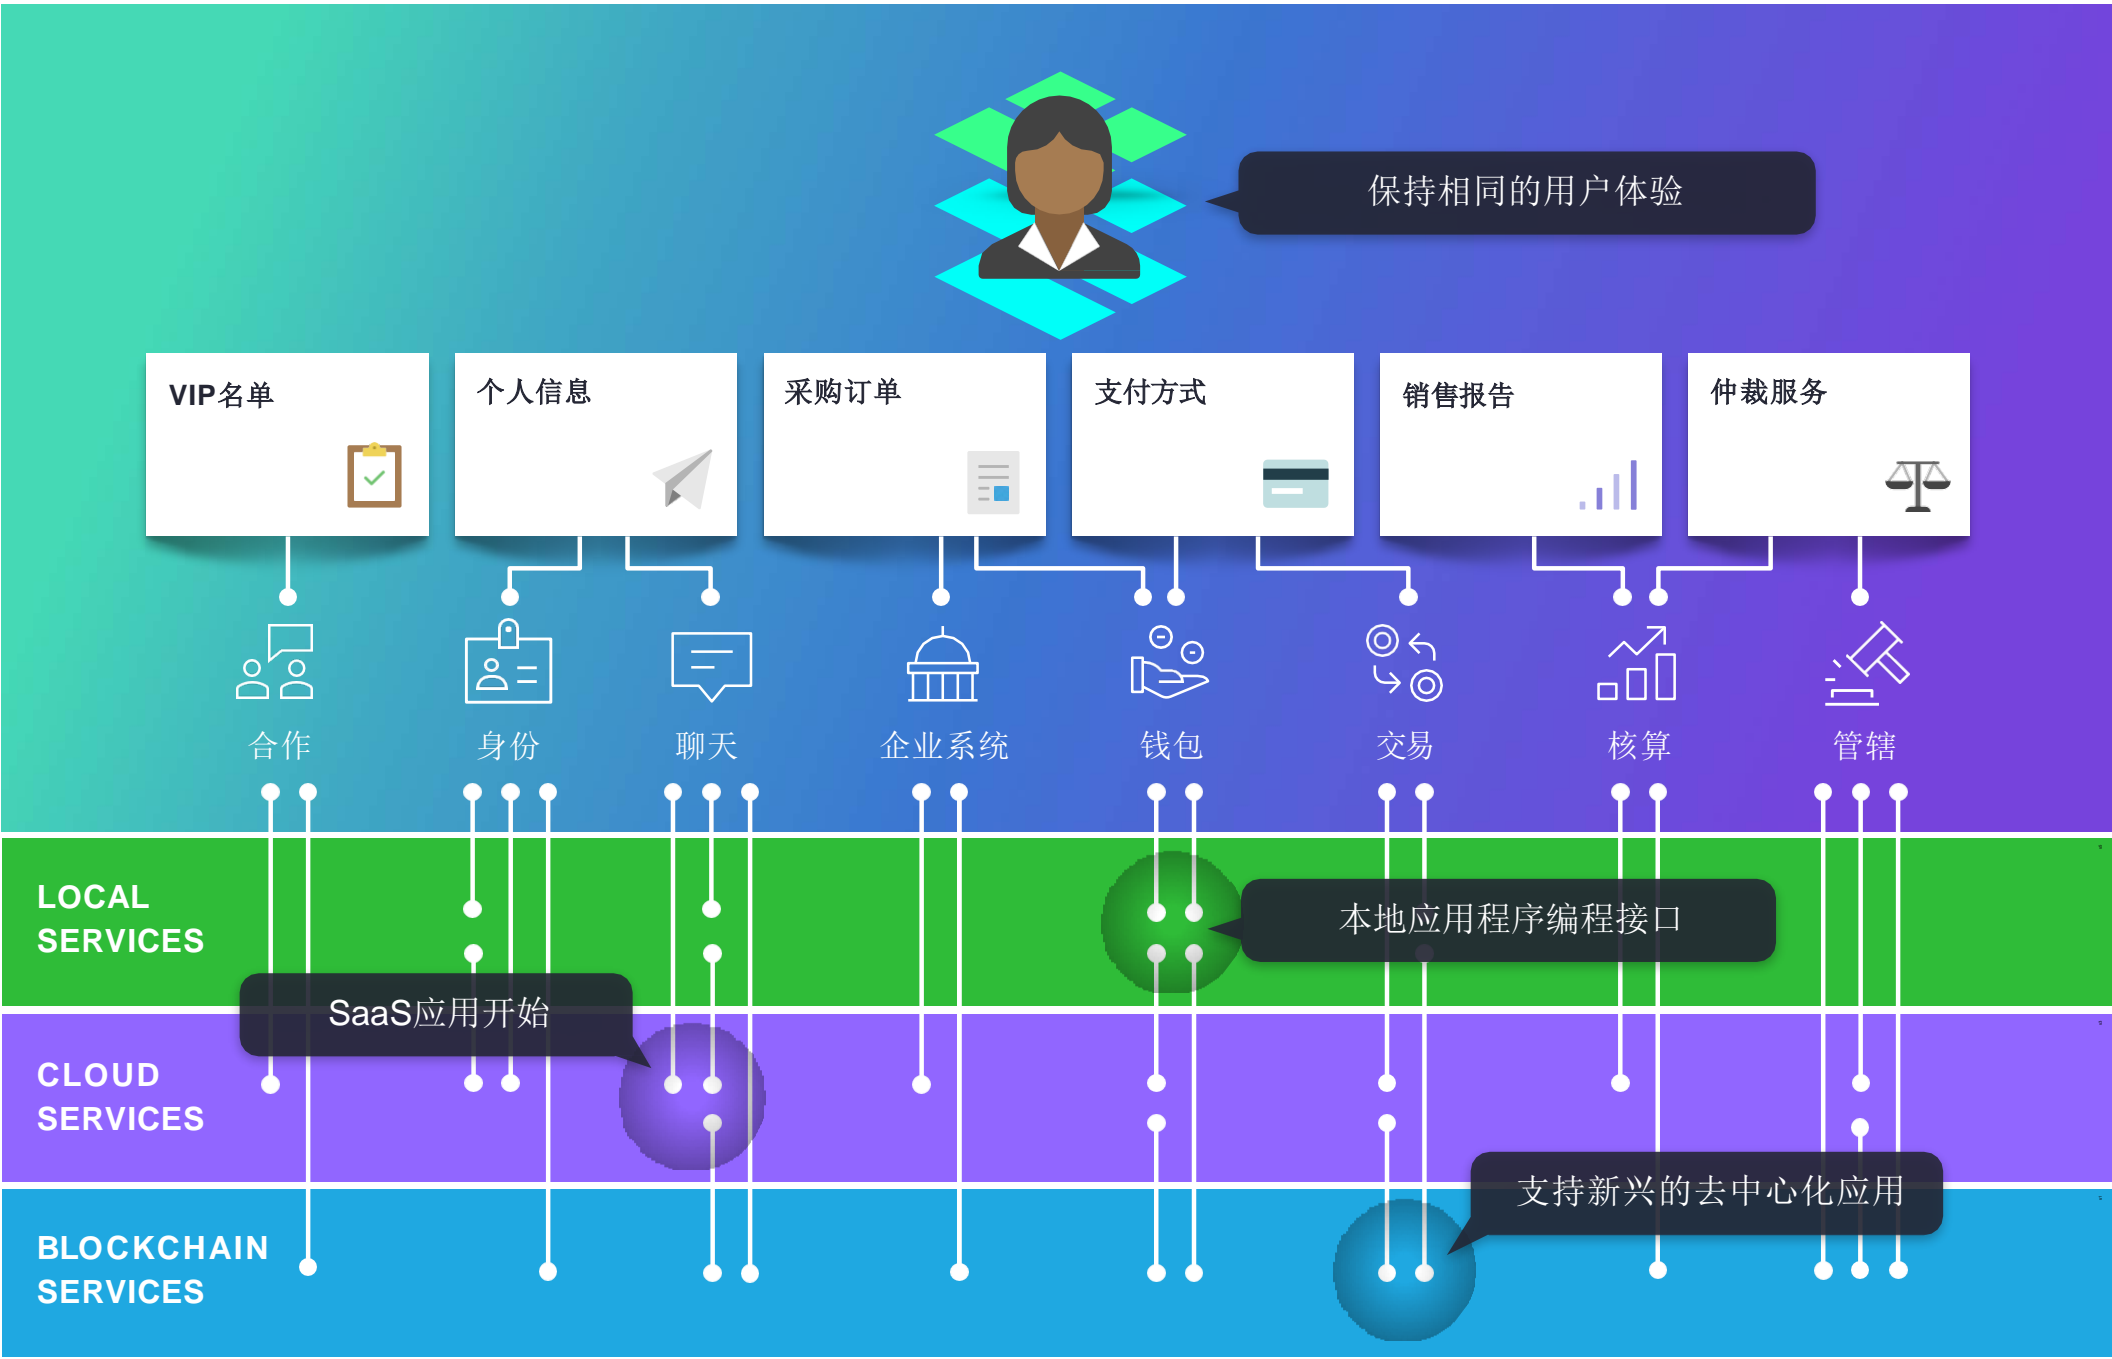 保持相同的用户体验
VIP名单
个人信息
采购订单
支付方式
销售报告
仲裁服务
合作
身份
聊天
企业系统
钱包
交易
核算
管辖
LOCAL
SERVICES
本地应用程序编程接口
SaaS应用开始
CLOUD
SERVICES
支持新兴的去中心化应用
BLOCKCHAIN
SERVICES